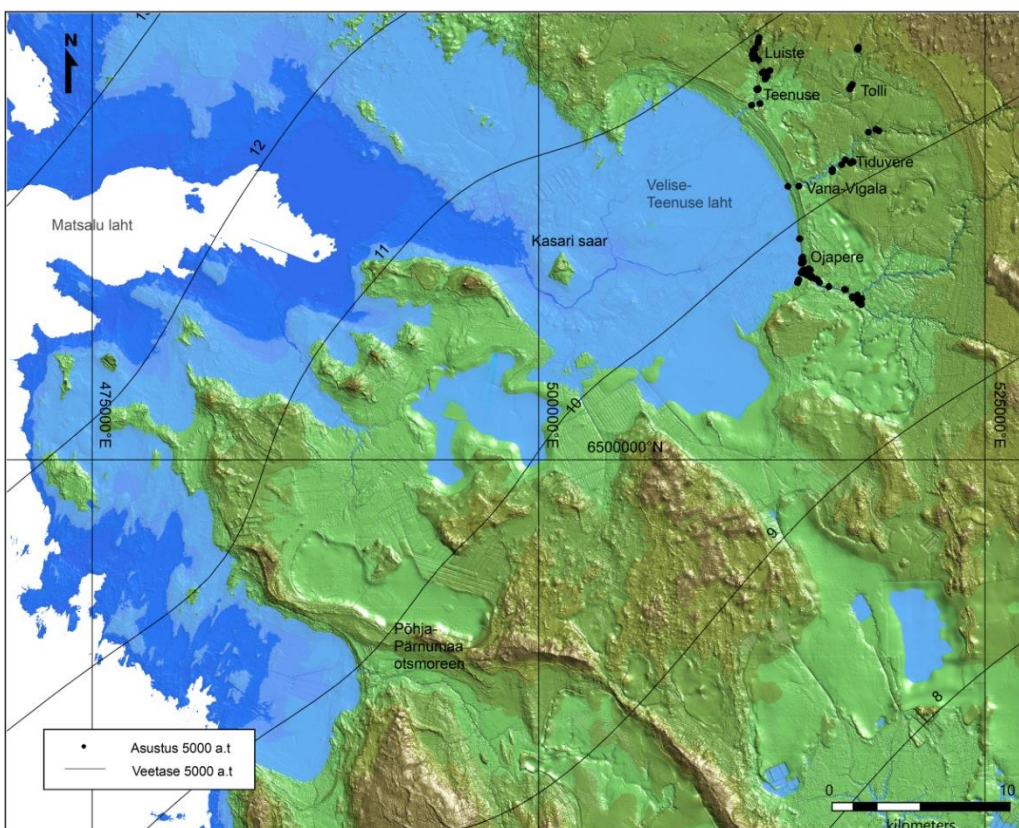 13
N
Luiste
12
Teenuse
Tolli
Tiduvere
Velise-
Teenuse laht
Vana-Vigala
Matsalu laht
Kasari saar
11
Ojapere
475000°E
500000°E
525000°E
10
6500000°N
9
Põhja-
Pärnumaa
otsmoreen
8
Asustus 5000 a.t
Veetase 5000 a.t
0
10
kilometers